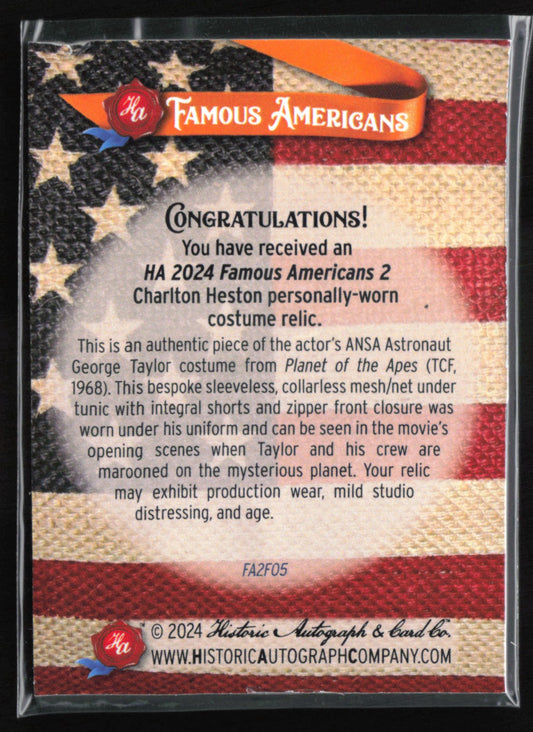 Ha FAMOUS AMERICANS
CONGRATULATIONS!
You have received an
HA 2024 Famous Americans 2
Charlton Heston personally-worn
costume relic.
This is an authentic piece of the actor's ANSA Astronaut
George Taylor costume from Planet of the Apes (TCF,
1968). This bespoke sleeveless, collarless mesh/net under
tunic with integral shorts and zipper front closure was
worn under his uniform and can be seen in the movie's
opening scenes when Taylor and his crew are
marooned on the mysterious planet. Your relic
may exhibit production wear, mild studio
distressing, and age.
FA2F05
Ha ™ © 2024 Historic Autograph & Card Co.™
WWW.HISTORICAUTOGRAPHCOMPANY.COM